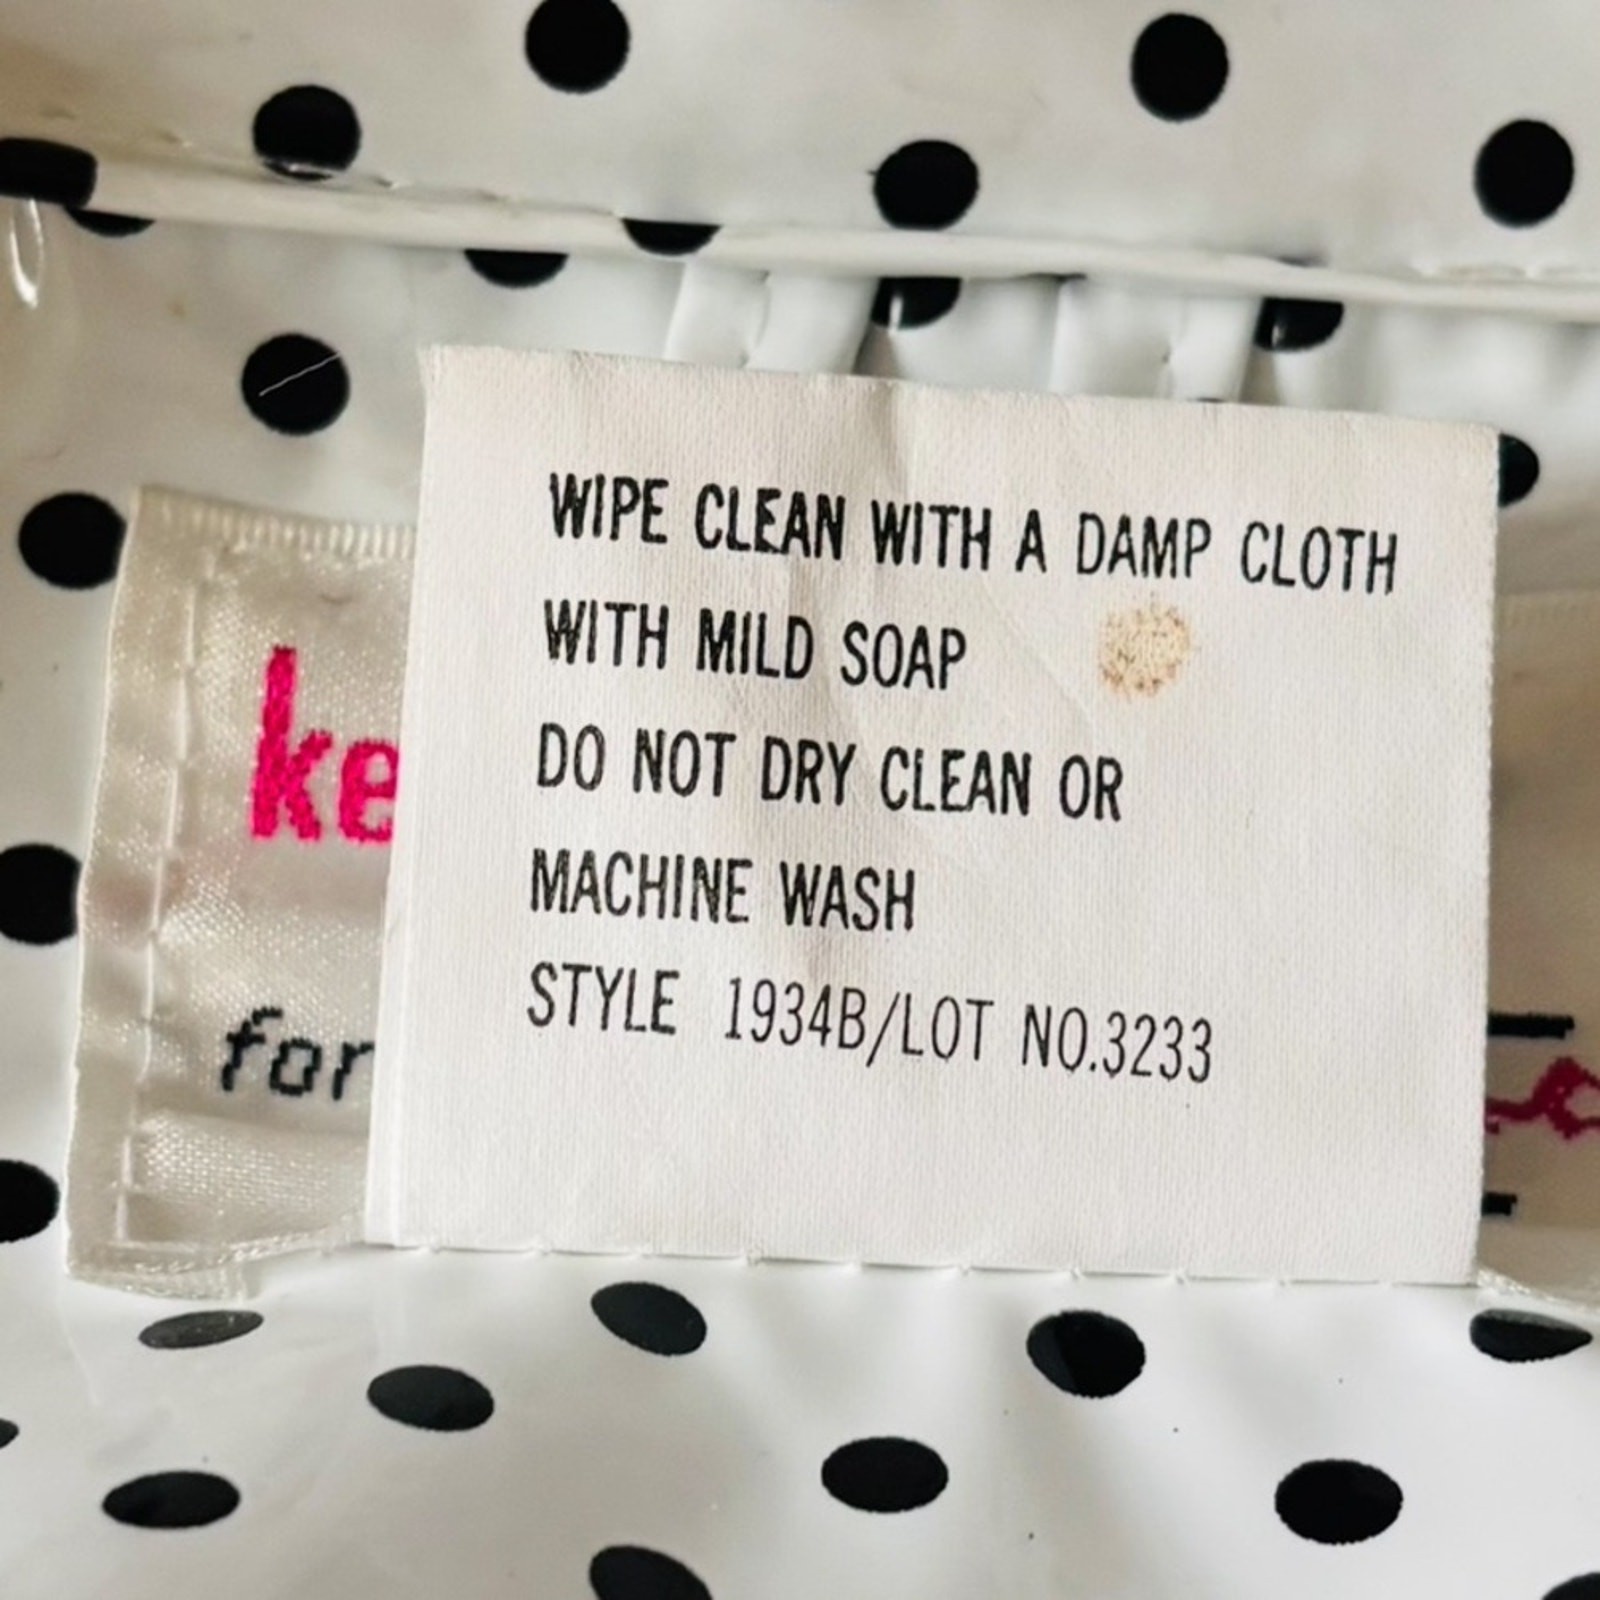 WIPE CLEAN WITH A DAMP CLOTH
WITH MILD SOAP
DO NOT DRY CLEAN OR
MACHINE WASH
STYLE 1934B/LOT NO.3233
ke
for